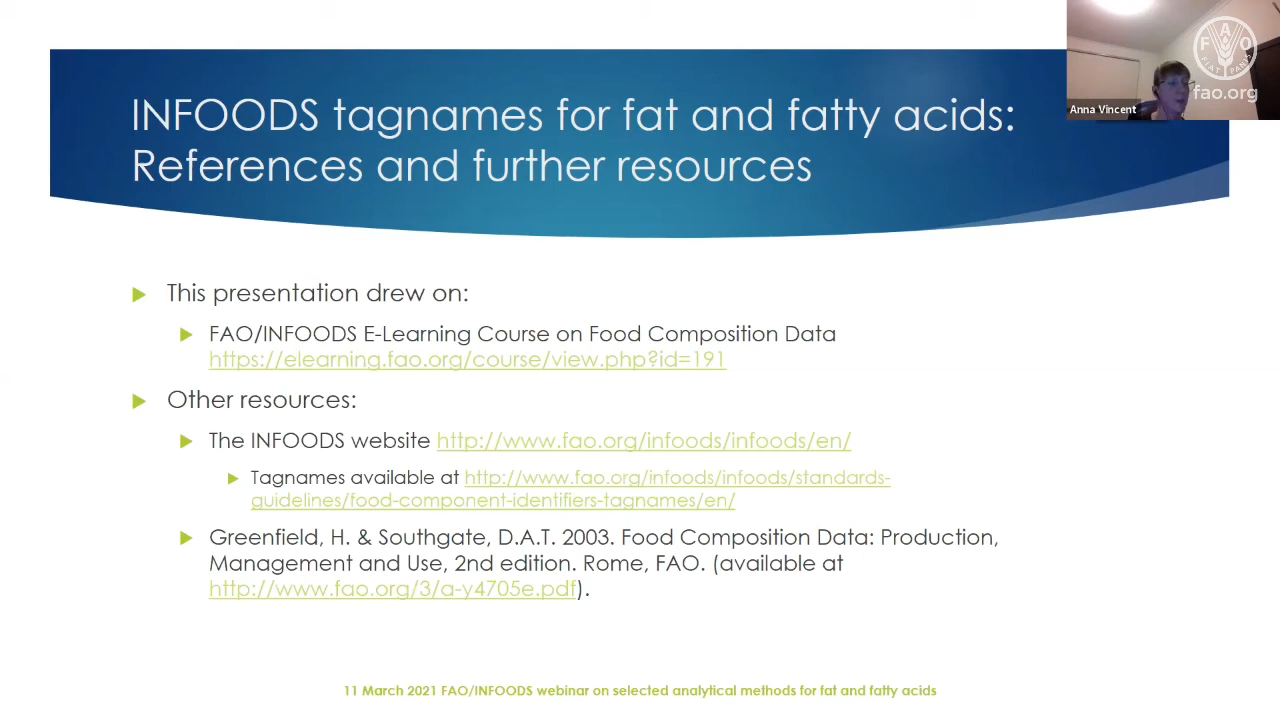 INFOODS tagnames for fat and fatty acids:
References and further resources
Anna Vincent
F A O
FIAT PANIS
fao.org
This presentation drew on:
FAO/INFOODS E-Learning Course on Food Composition Data
https://elearning.fao.org/course/view.php?id=191
Other resources:
The INFOODS website http://www.fao.org/infoods/infoods/en/
Tagnames available at http://www.fao.org/infoods/infoods/standards-
guidelines/food-component-identifiers-tagnames/en/
Greenfield, H. & Southgate, D.A.T. 2003. Food Composition Data: Production,
Management and Use, 2nd edition. Rome, FAO. (available at
http://www.fao.org/3/a-y4705e.pdf).
11 March 2021 FAO/INFOODS webinar on selected analytical methods for fat and fatty acids